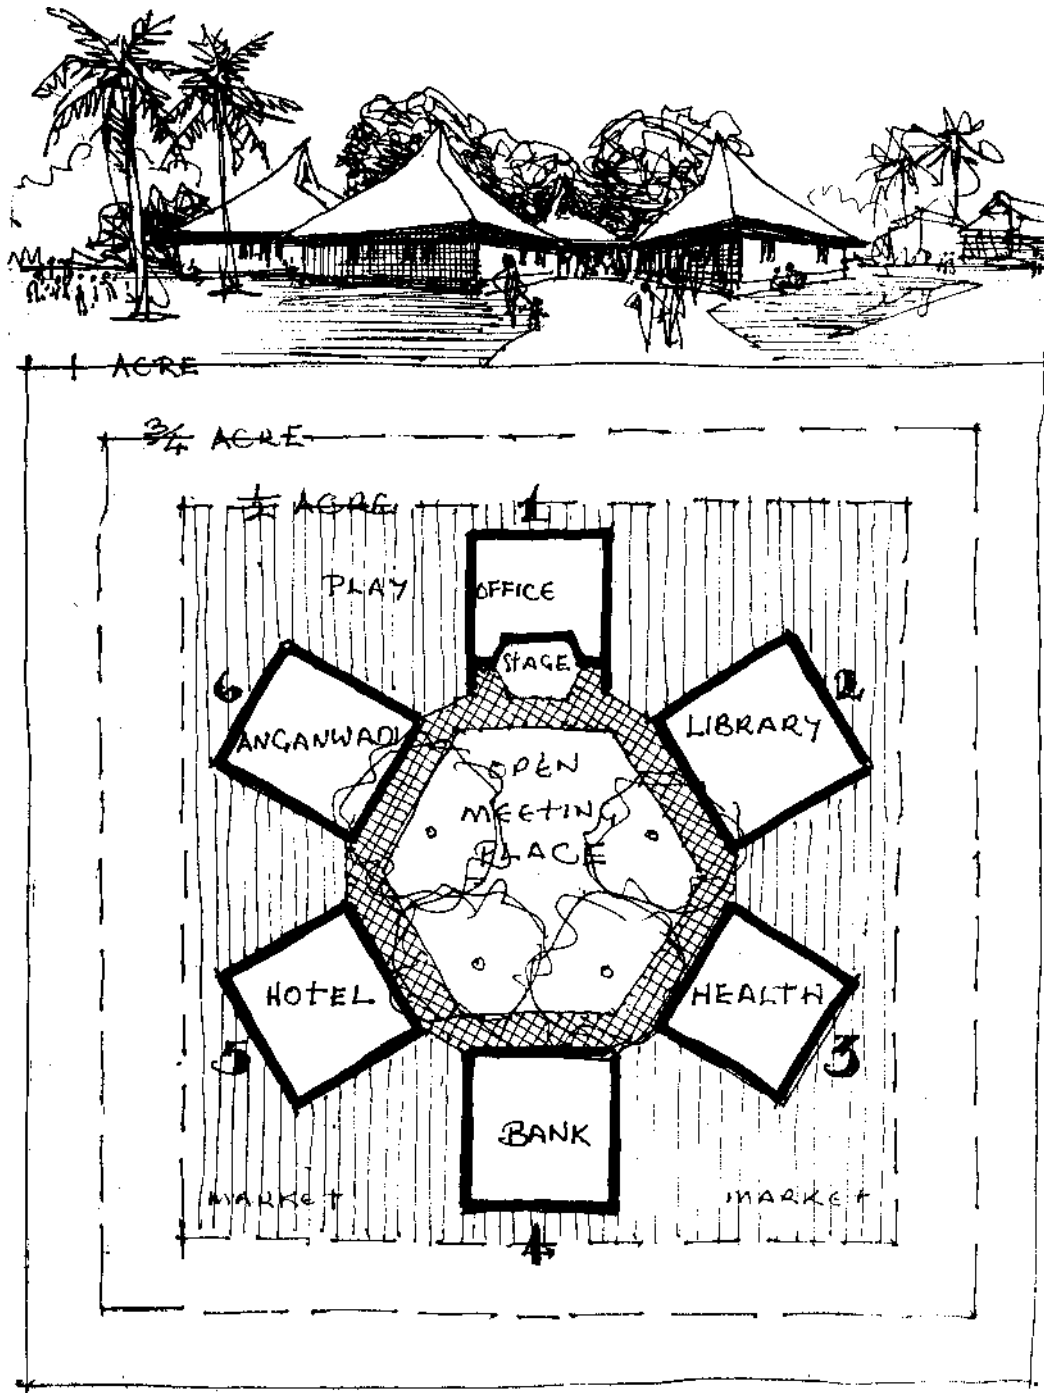 1 ACRE
3/4 ACRE
1/2 ACRE
1
PLAY
OFFICE
STAGE
6
2
ANGANWADI
LIBRARY
OPEN
MEETING
PLACE
HOTEL
HEALTH
5
3
BANK
MARKET
MARKET
4